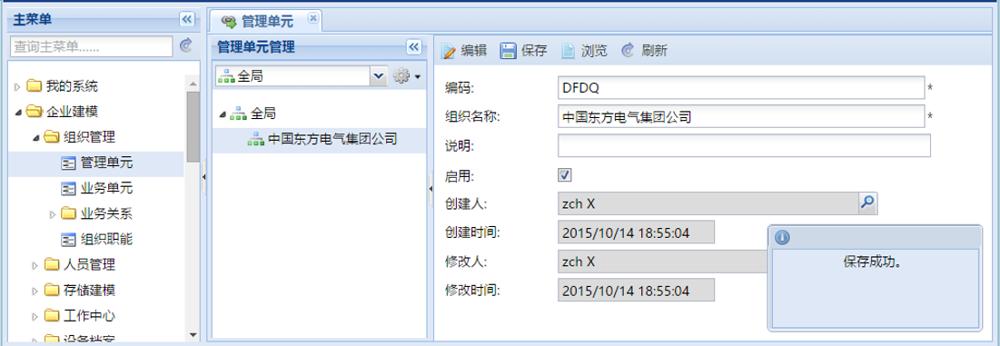 主菜单
查询主菜单......
我的系统
企业建模
组织管理
管理单元
业务单元
业务关系
组织职能
人员管理
存储建模
工作中心
设备档案
管理单元
管理单元管理
全局
全局
中国东方电气集团公司
编辑 保存 浏览 刷新
编码: DFDQ *
组织名称: 中国东方电气集团公司 *
说明:
启用:
创建人: zch X
创建时间: 2015/10/14 18:55:04
修改人: zch X
修改时间: 2015/10/14 18:55:04
保存成功。